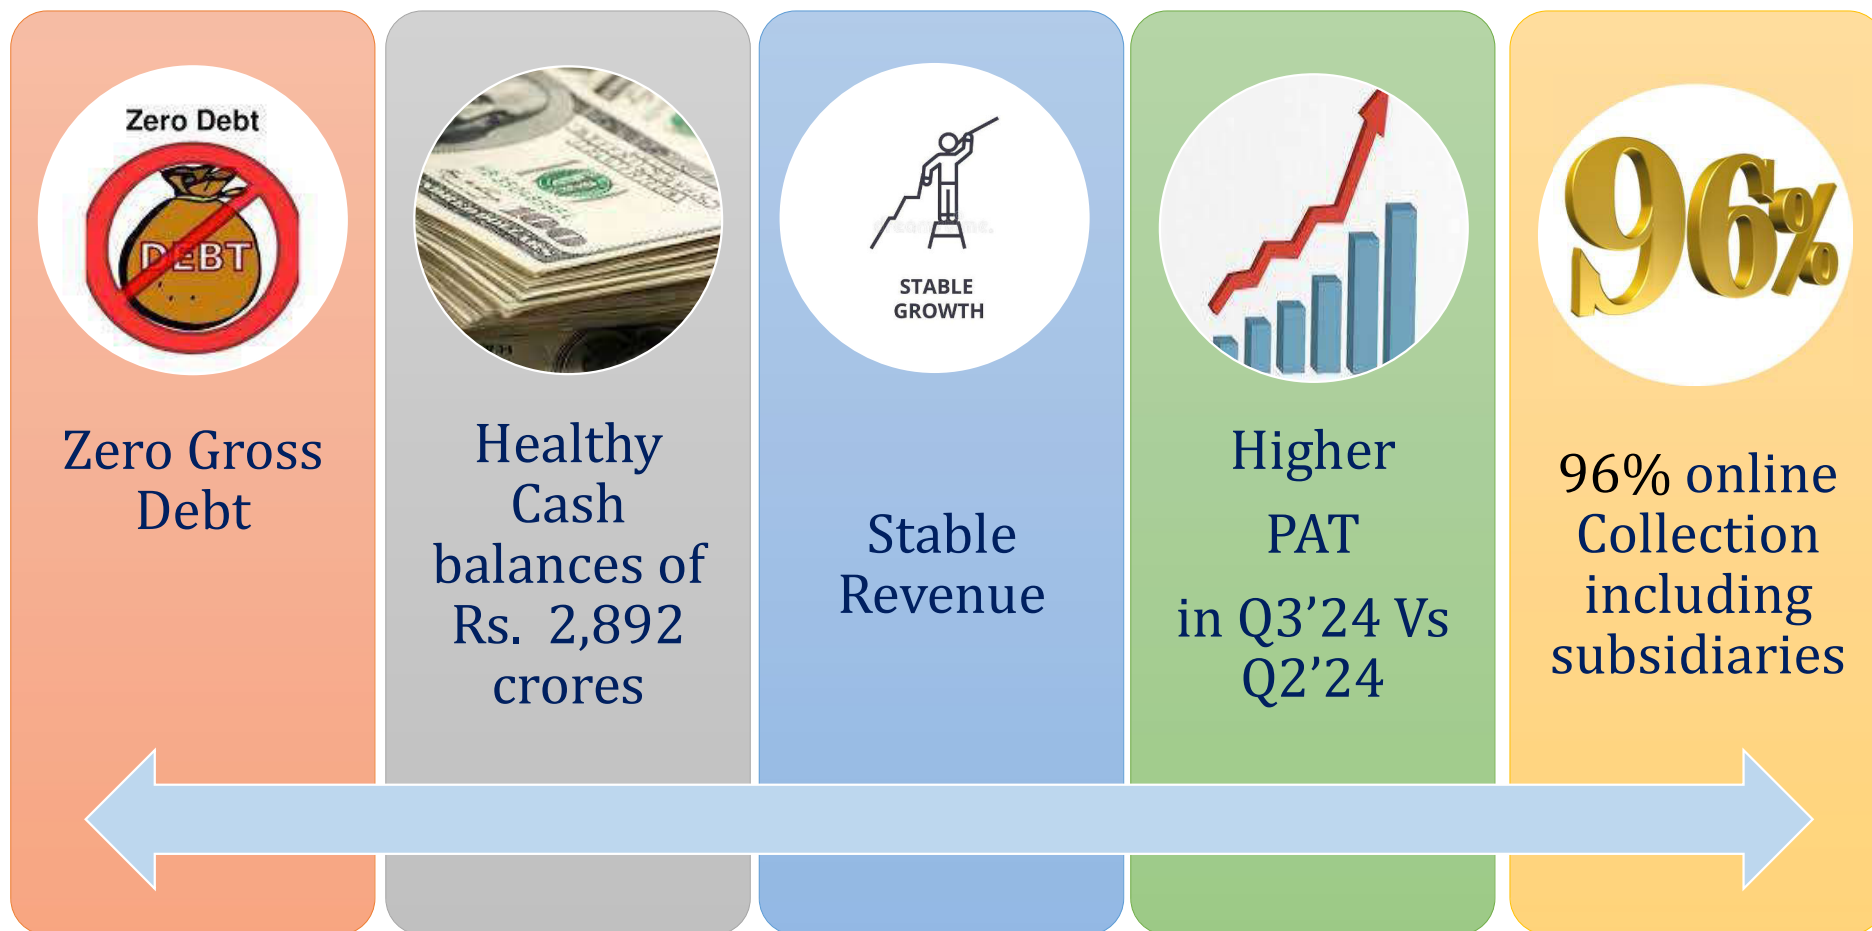 Zero Debt
DEBT
Zero Gross
Debt
100
Healthy
Cash
balances of
Rs. 2,892
crores
STABLE
GROWTH
Stable
Revenue
Higher
PAT
in Q3’24 Vs
Q2’24
96%
96% online
Collection
including
subsidiaries